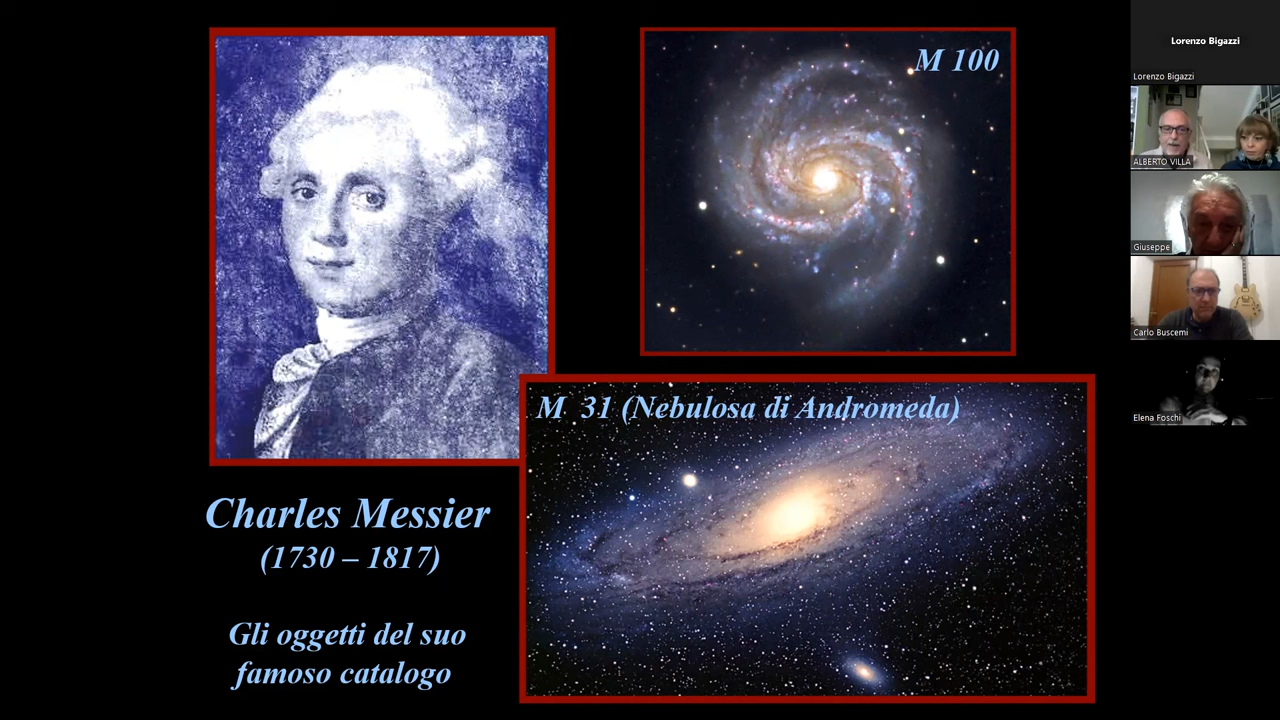 M 100
M 31 (Nebulosa di Andromeda)
Charles Messier
(1730 – 1817)
Gli oggetti del suo
famoso catalogo
Lorenzo Bigazzi
Lorenzo Bigazzi
ALBERTO VILLA
Giuseppe
Carlo Buscemi
Elena Foschi